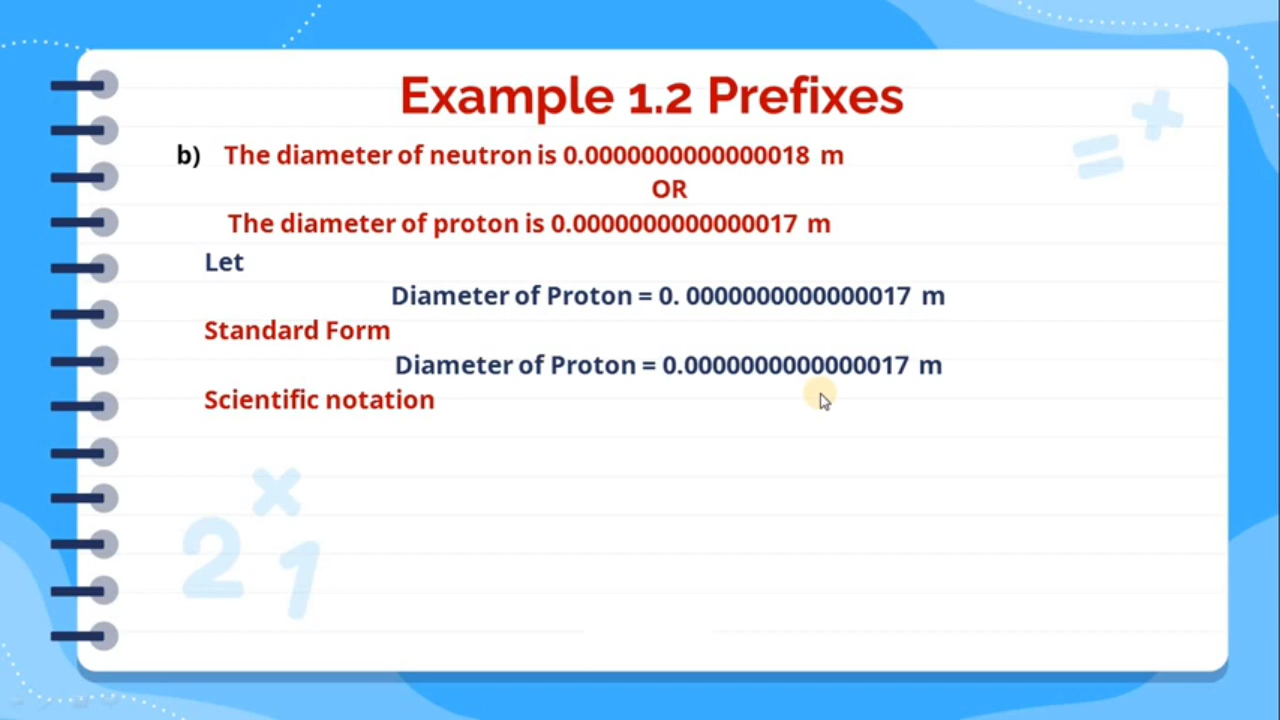 Example 1.2 Prefixes
b) The diameter of neutron is 0.0000000000000018 m
OR
The diameter of proton is 0.0000000000000017 m
Let
Diameter of Proton = 0. 0000000000000017 m
Standard Form
Diameter of Proton = 0.0000000000000017 m
Scientific notation